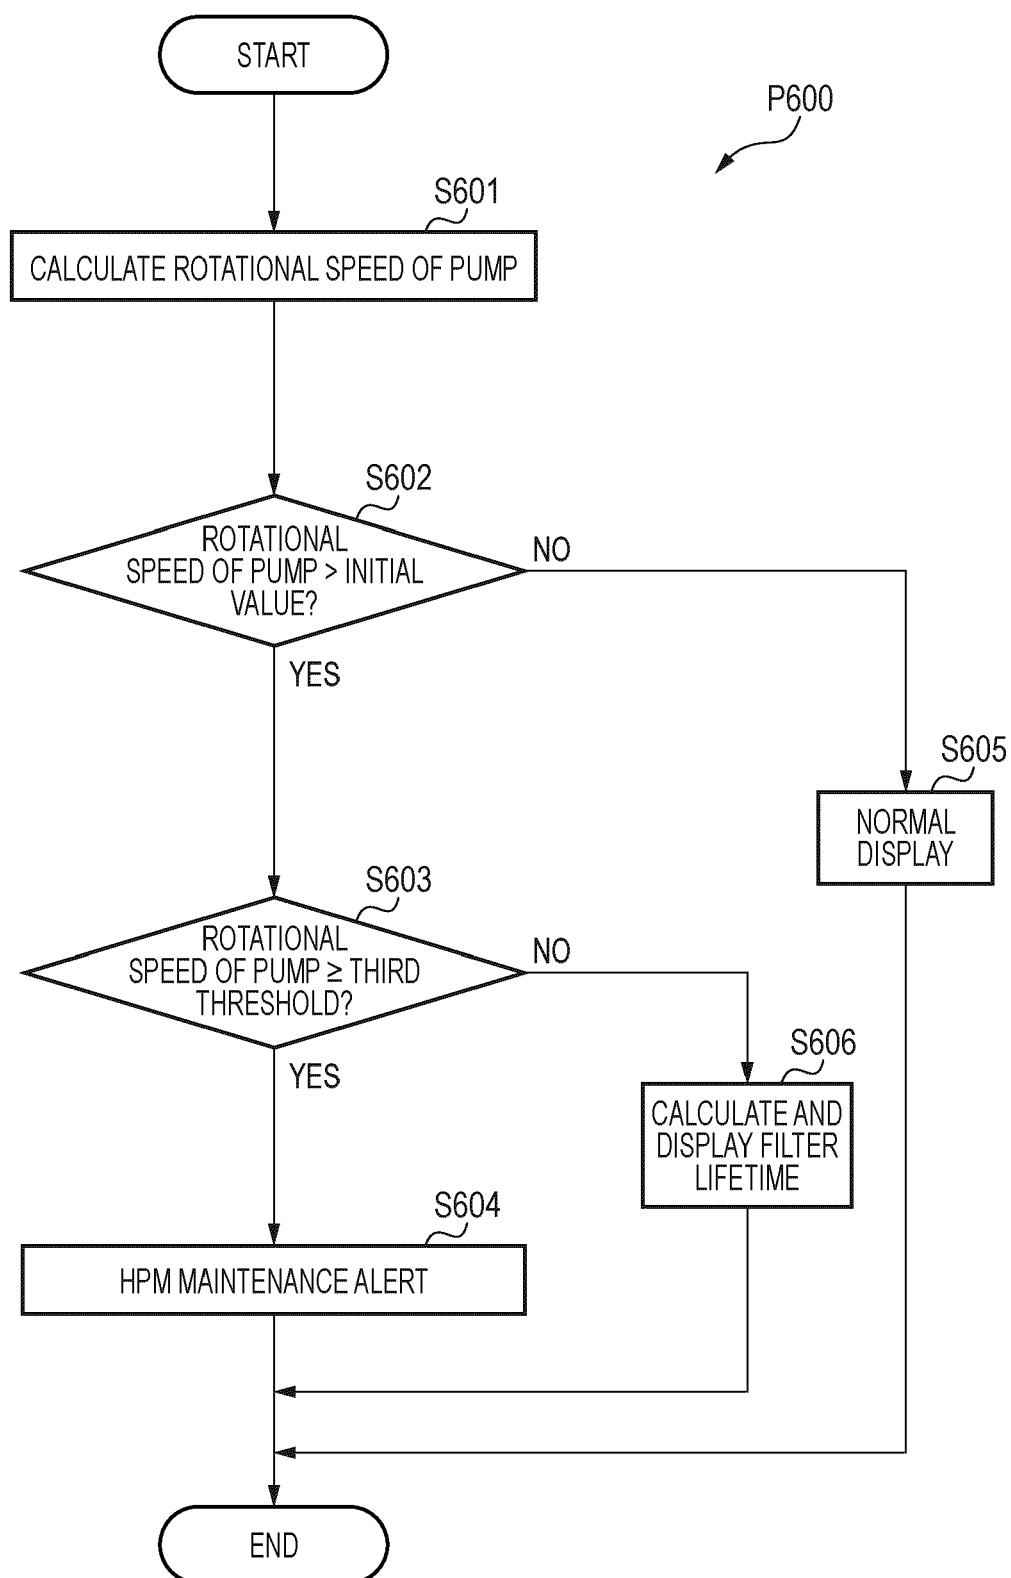 START
P600
S601
CALCULATE ROTATIONAL SPEED OF PUMP
S602
ROTATIONAL
SPEED OF PUMP > INITIAL
VALUE?
NO
YES
S605
NORMAL
DISPLAY
S603
ROTATIONAL
SPEED OF PUMP ≥ THIRD
THRESHOLD?
NO
YES
S606
CALCULATE AND
DISPLAY FILTER
LIFETIME
S604
HPM MAINTENANCE ALERT
END